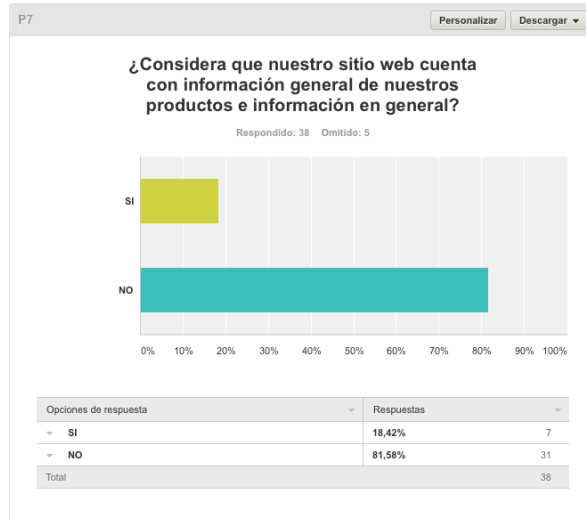 P7
Personalizar
Descargar
¿Considera que nuestro sitio web cuenta
con información general de nuestros
productos e información en general?
Respondido: 38 Omitido: 5
SI
NO
0% 10% 20% 30% 40% 50% 60% 70% 80% 90% 100%
Opciones de respuesta Respuestas
SI 18,42% 7
NO 81,58% 31
Total 38